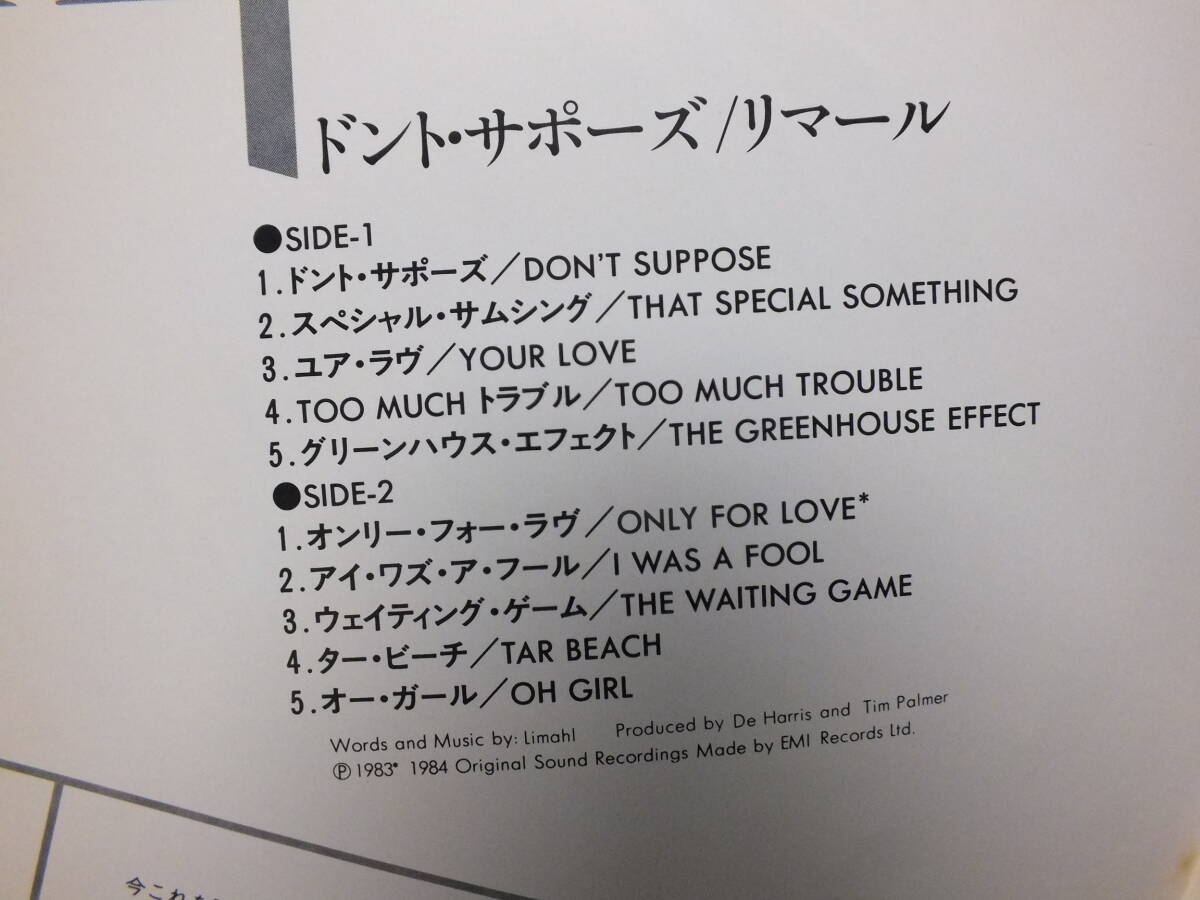 ドント・サポーズ/リマール
●SIDE-1
1.ドント・サポーズ/DON'T SUPPOSE
2.スペシャル・サムシング/THAT SPECIAL SOMETHING
3.ユア・ラヴ/YOUR LOVE
4.TOO MUCH トラブル/TOO MUCH TROUBLE
5.グリーンハウス・エフェクト/THE GREENHOUSE EFFECT
●SIDE-2
1.オンリー・フォー・ラヴ/ONLY FOR LOVE*
2.アイ・ワズ・ア・フール/I WAS A FOOL
3.ウェイティング・ゲーム/THE WAITING GAME
4.ター・ビーチ/TAR BEACH
5.オー・ガール/OH GIRL
Words and Music by: Limahl Produced by De Harris and Tim Palmer
Ⓟ1983* 1984 Original Sound Recordings Made by EMI Records Ltd.
今これ